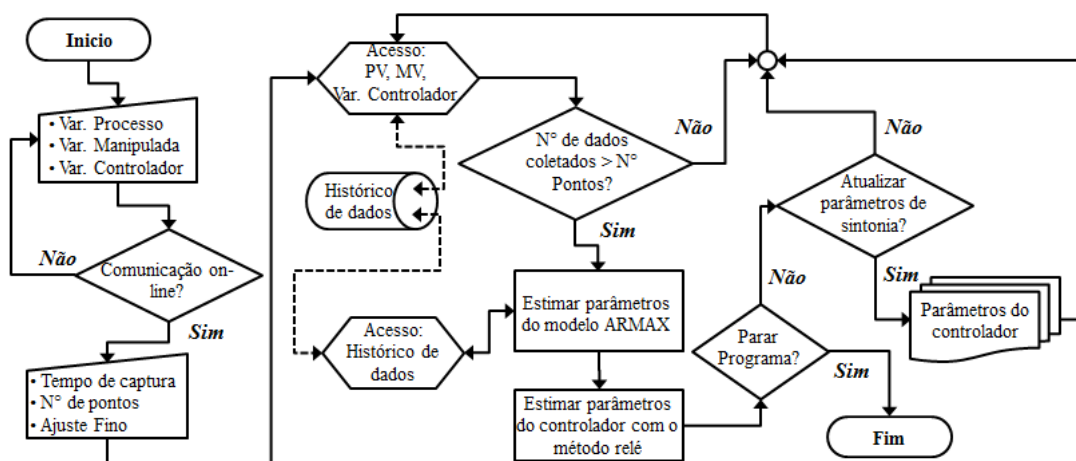 Inicio
• Var. Processo
• Var. Manipulada
• Var. Controlador
Não
Comunicação on-
line?
Sim
• Tempo de captura
• N° de pontos
• Ajuste Fino
Acesso:
PV, MV,
Var. Controlador
Histórico
de dados
Acesso:
Histórico de
dados
N° de dados
coletados > N°
Pontos?
Não
Sim
Estimar parâmetros
do modelo ARMAX
Estimar parâmetros
do controlador com o
método relé
Parar
Programa?
Não
Sim
Fim
Atualizar
parâmetros de
sintonia?
Não
Sim
Parâmetros do
controlador